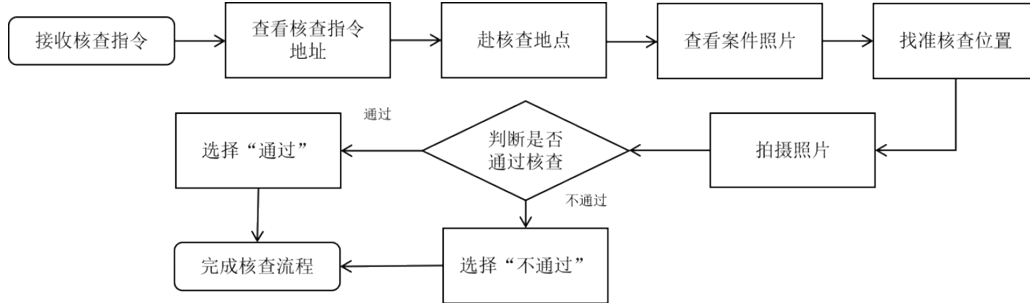 接收核查指令
查看核查指令
地址
赴核查地点
查看案件照片
找准核查位置
拍摄照片
判断是否
通过核查
通过
选择“通过”
不通过
选择“不通过”
完成核查流程